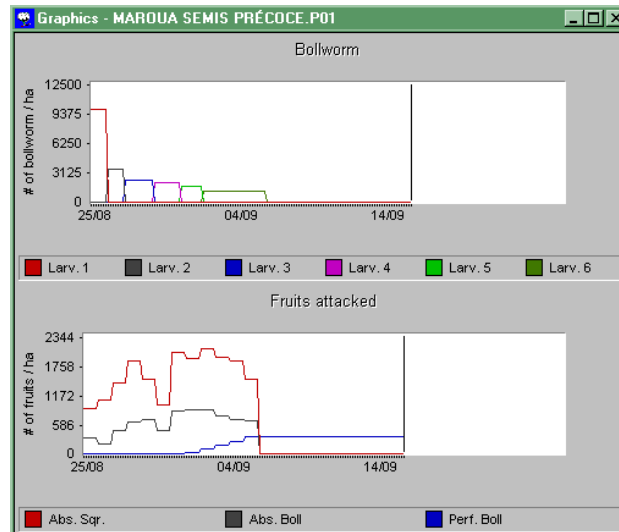 Graphics - MAROUA SEMIS PRÉCOCE.P01
Bollworm
# of bollworm / ha
12500
9375
6250
3125
0
25/08 04/09 14/09
Larv. 1 Larv. 2 Larv. 3 Larv. 4 Larv. 5 Larv. 6
Fruits attacked
# of fruits / ha
2344
1758
1172
586
0
25/08 04/09 14/09
Abs. Sqr. Abs. Boll Perf. Boll